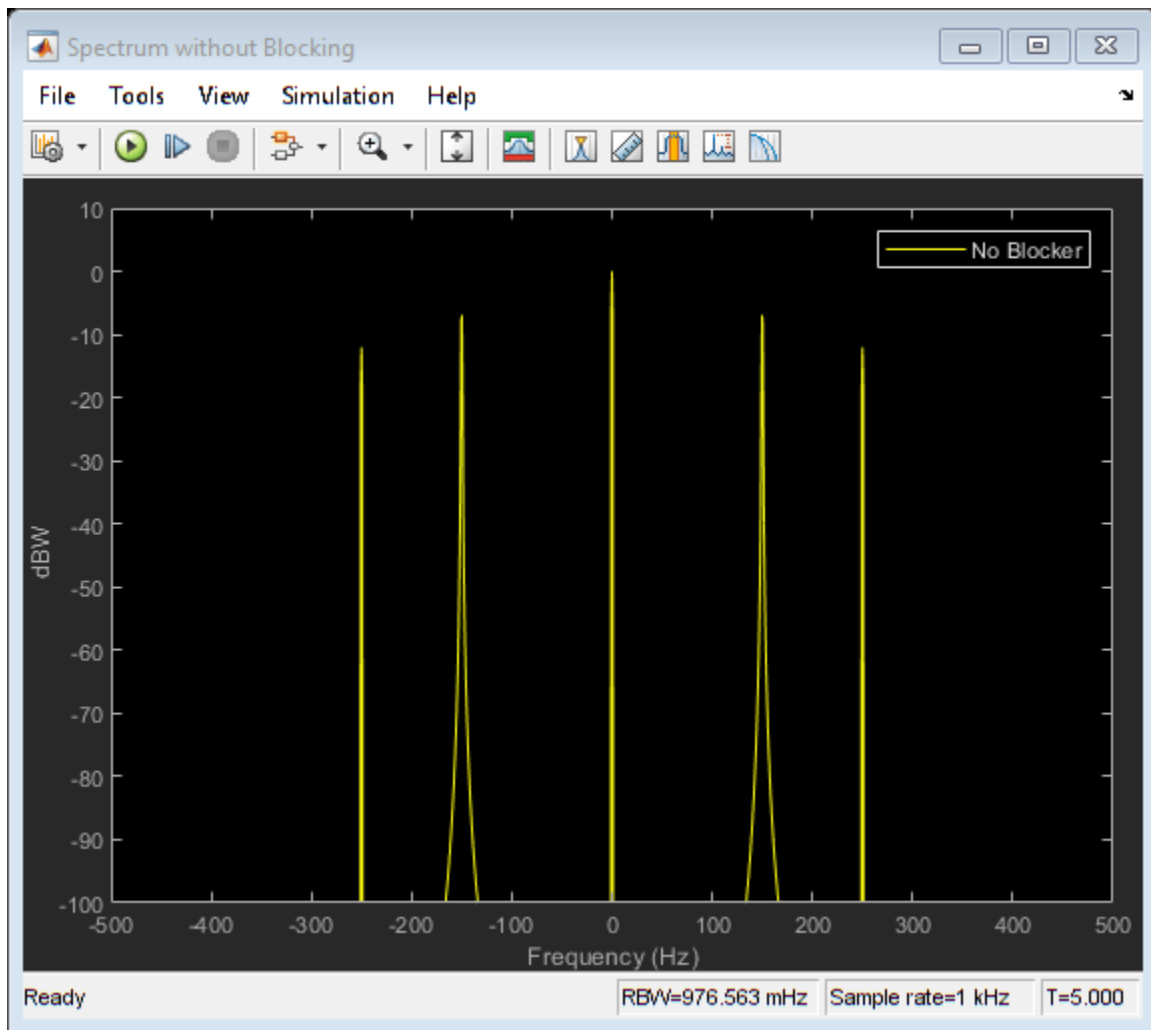 Spectrum without Blocking
File Tools View Simulation Help
No Blocker
10
0
-10
-20
-30
-40
-50
-60
-70
-80
-90
-100
dBW
-500 -400 -300 -200 -100 0 100 200 300 400 500
Frequency (Hz)
Ready RBW=976.563 mHz Sample rate=1 kHz T=5.000